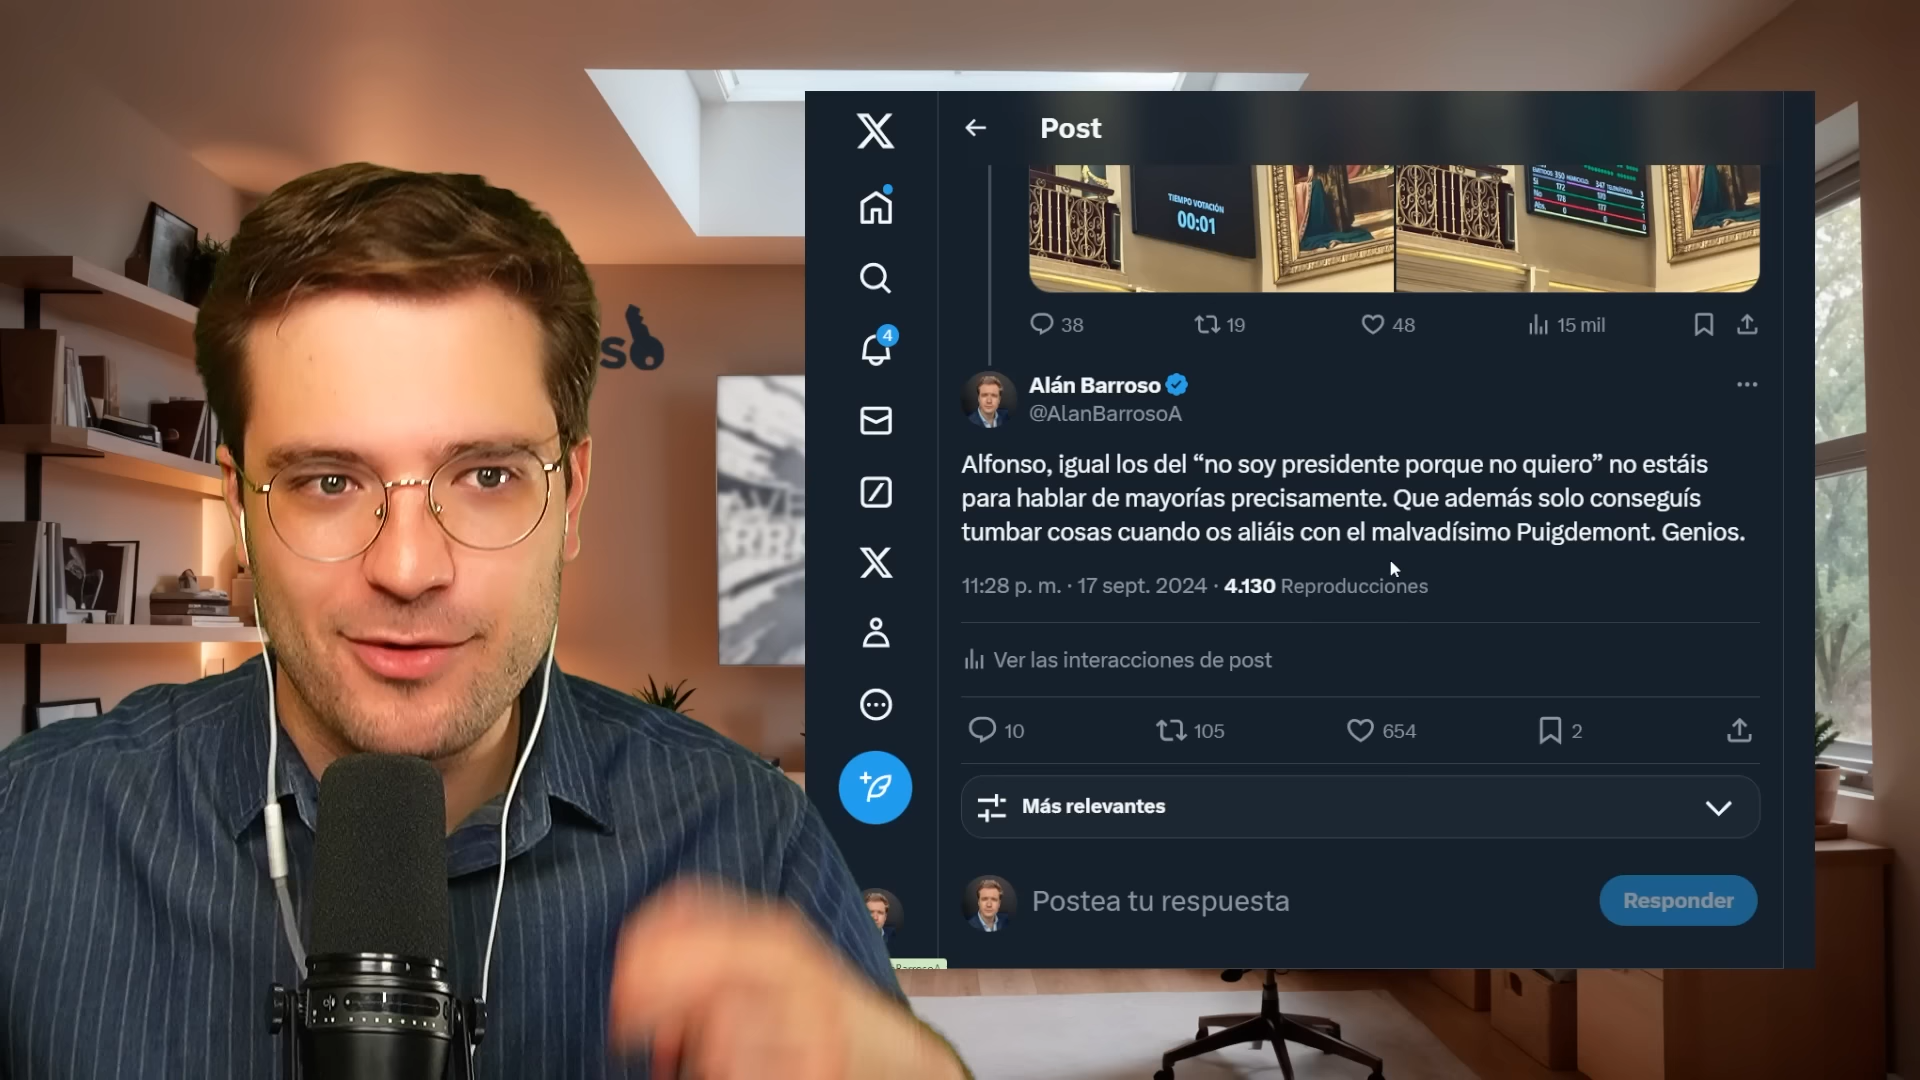 Post
TIEMPO VOTACIÓN
00:01
38
19
48
15 mil
4
Alán Barroso
@AlanBarrosoA
Alfonso, igual los del “no soy presidente porque no quiero” no estáis
para hablar de mayorías precisamente. Que además solo conseguís
tumbar cosas cuando os aliáis con el malvadísimo Puigdemont. Genios.
11:28 p. m. · 17 sept. 2024 · 4.130 Reproducciones
Ver las interacciones de post
10
105
654
2
Más relevantes
Postea tu respuesta
Responder